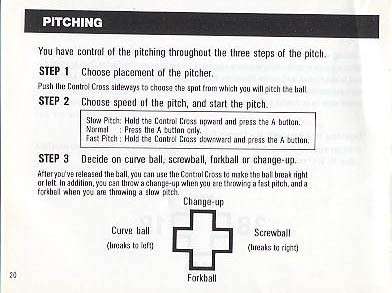 PITCHING
You have control of the pitching throughout the three steps of the pitch.
STEP 1 Choose placement of the pitcher.
Push the Control Cross sideways to choose the spot from which you will pitch the ball.
STEP 2 Choose speed of the pitch, and start the pitch.
Slow Pitch: Hold the Control Cross upward and press the A button.
Normal : Press the A button only.
Fast Pitch : Hold the Control Cross downward and press the A button.
STEP 3 Decide on curve ball, screwball, forkball or change-up.
After you've released the ball, you can use the Control Cross to make the ball break right
or left. In addition, you can throw a change-up when you are throwing a fast pitch, and a
forkball when you are throwing a slow pitch.
Change-up
Curve ball
(breaks to left)
Screwball
(breaks to right)
Forkball
20